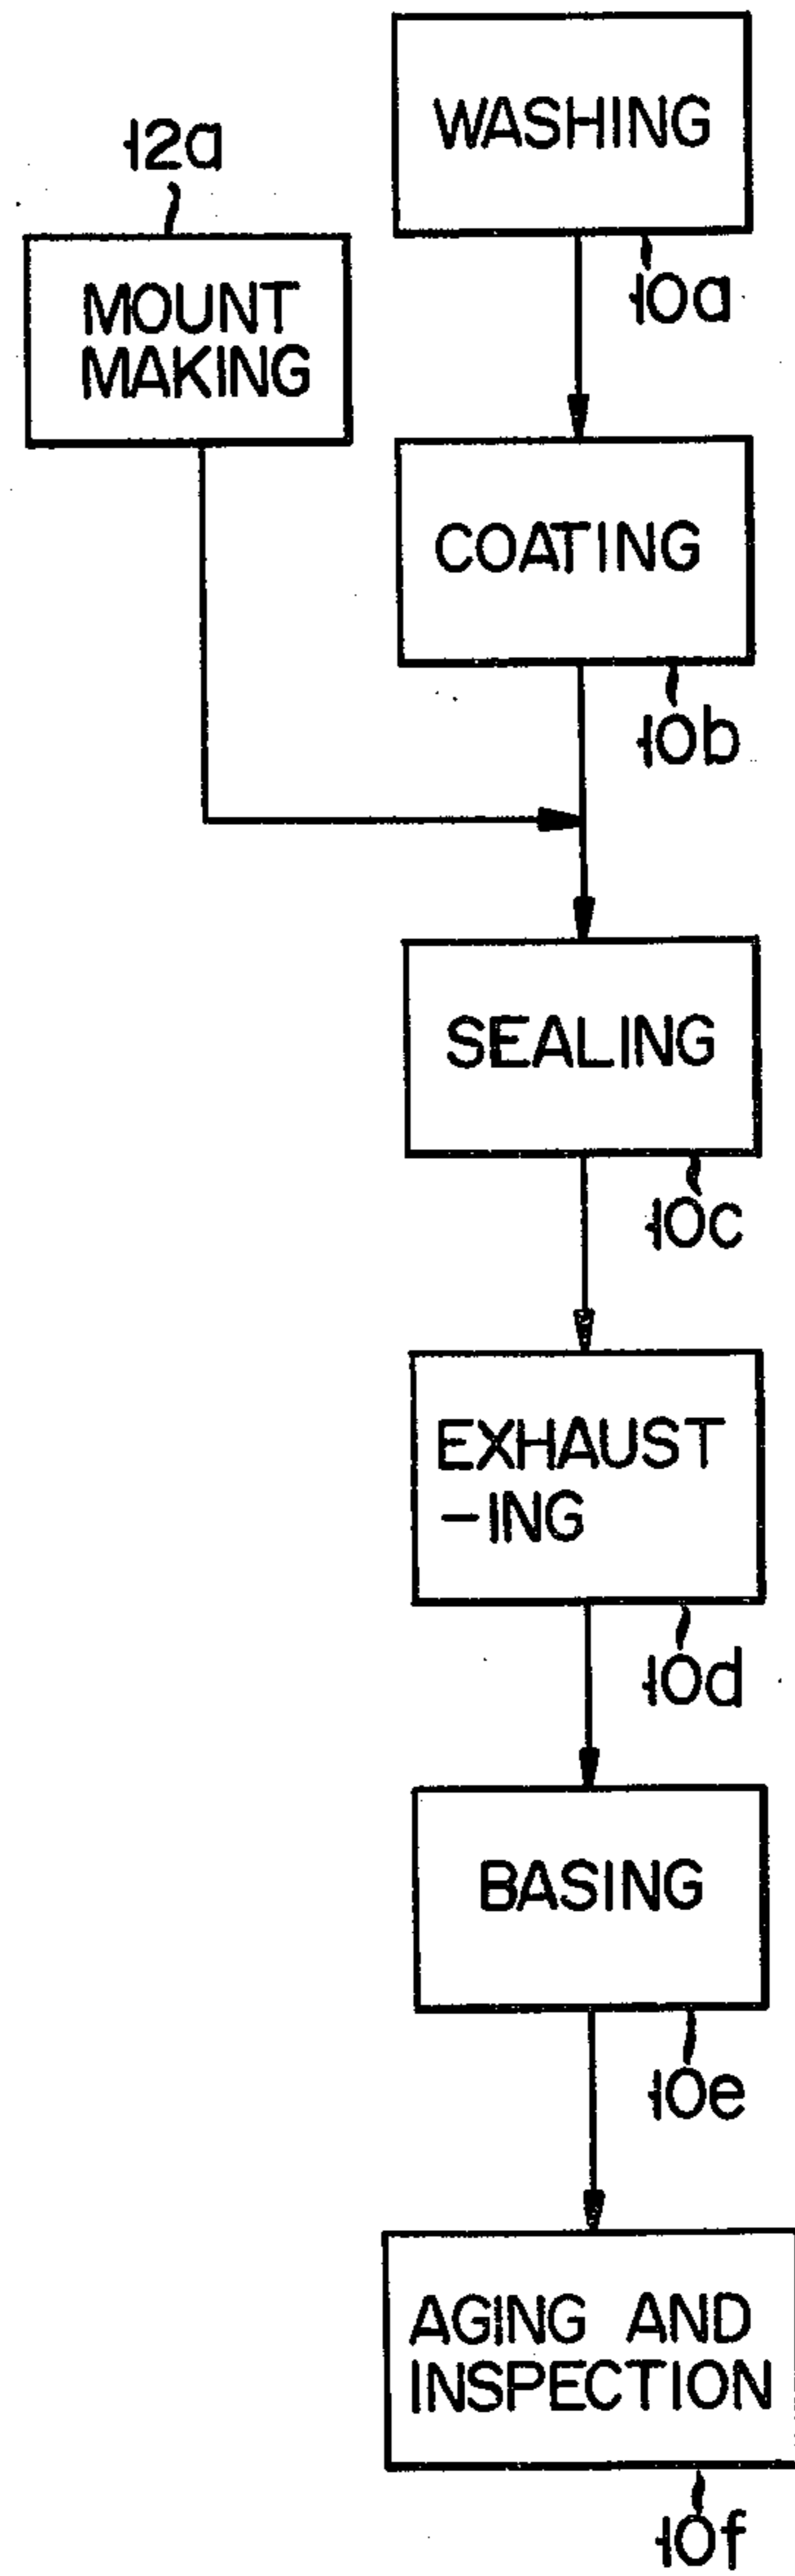 WASHING
10a
12a
MOUNT
MAKING
COATING
10b
SEALING
10c
EXHAUST
-ING
10d
BASING
10e
AGING AND
INSPECTION
10f